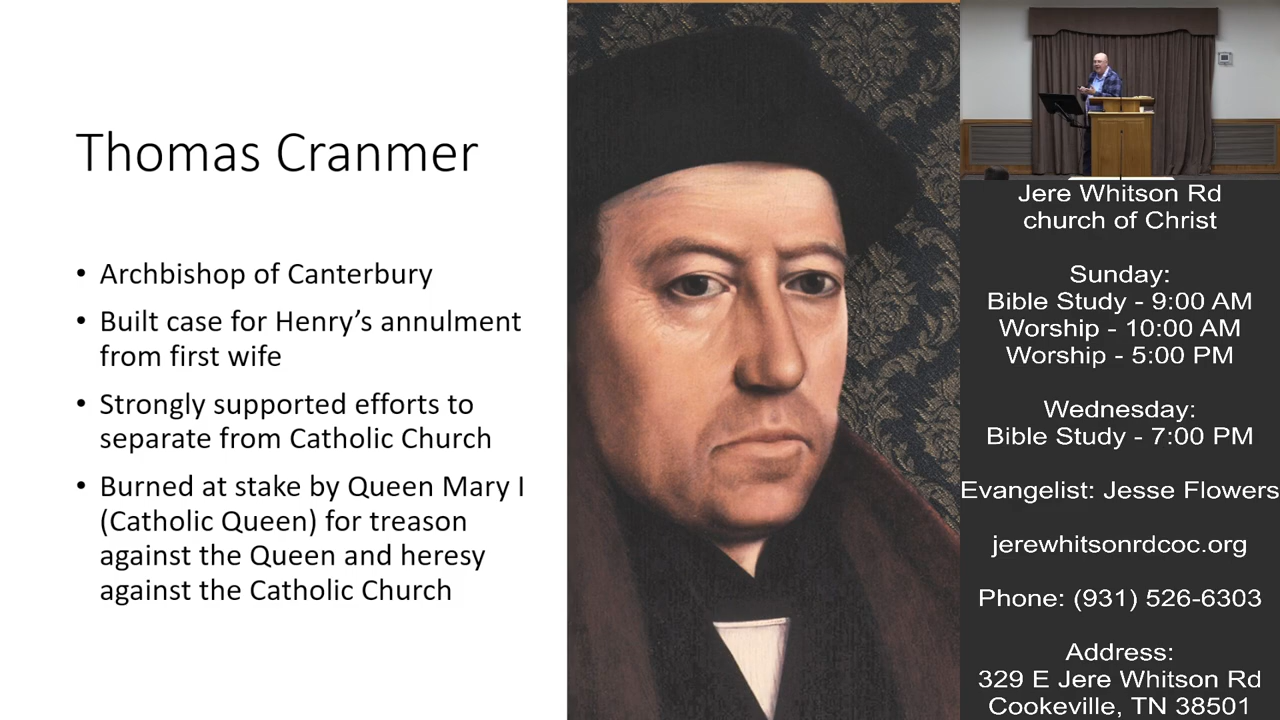 Thomas Cranmer
• Archbishop of Canterbury
• Built case for Henry’s annulment
from first wife
• Strongly supported efforts to
separate from Catholic Church
• Burned at stake by Queen Mary I
(Catholic Queen) for treason
against the Queen and heresy
against the Catholic Church
Jere Whitson Rd
church of Christ
Sunday:
Bible Study - 9:00 AM
Worship - 10:00 AM
Worship - 5:00 PM
Wednesday:
Bible Study - 7:00 PM
Evangelist: Jesse Flowers
jerewhitsonrdcoc.org
Phone: (931) 526-6303
Address:
329 E Jere Whitson Rd
Cookeville, TN 38501